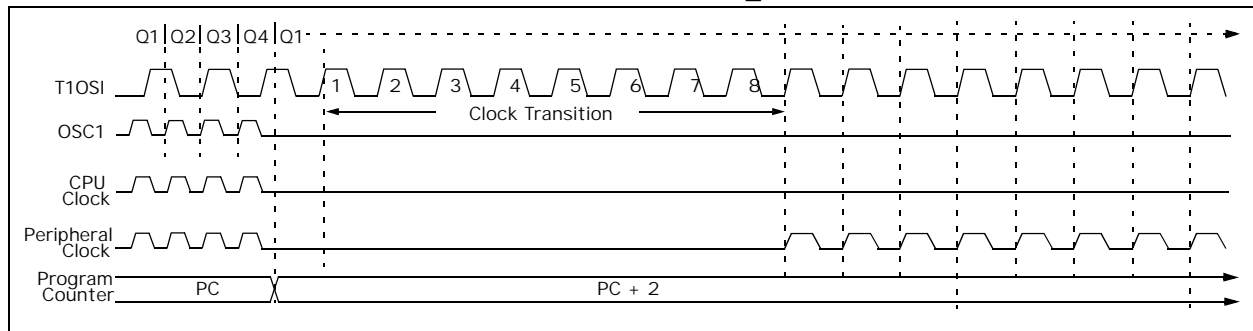 Q1 Q2 Q3 Q4 Q1
T1OSI 1 2 3 4 5 6 7 8
Clock Transition
OSC1
CPU
Clock
Peripheral
Clock
Program
Counter PC PC + 2